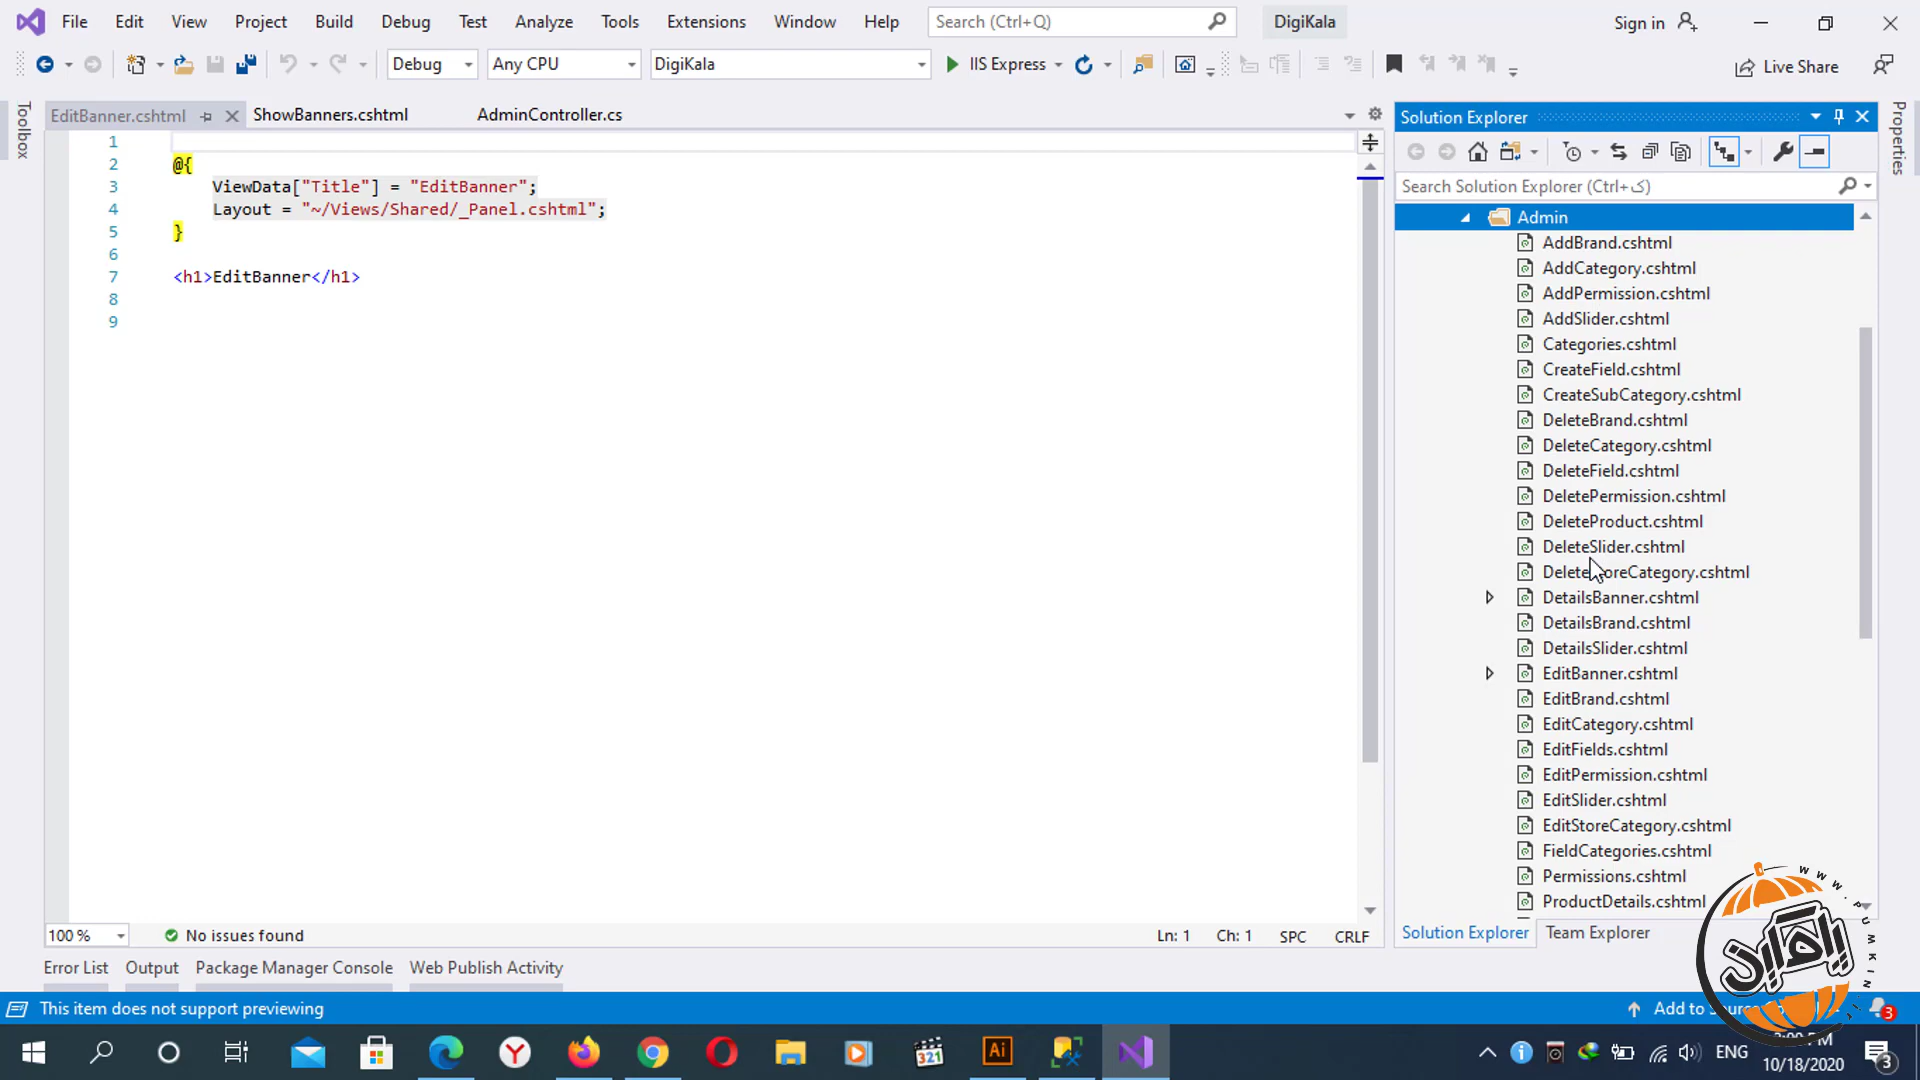 File Edit View Project Build Debug Test Analyze Tools Extensions Window Help Search (Ctrl+Q) DigiKala Sign in
Debug Any CPU DigiKala IIS Express Live Share
Toolbox
EditBanner.cshtml ShowBanners.cshtml AdminController.cs
1
2 @{
3 ViewData["Title"] = "EditBanner";
4 Layout = "~/Views/Shared/_Panel.cshtml";
5 }
6
7 <h1>EditBanner</h1>
8
9
100 % No issues found Ln: 1 Ch: 1 SPC CRLF
Solution Explorer
Search Solution Explorer (Ctrl+ک)
Admin
AddBrand.cshtml
AddCategory.cshtml
AddPermission.cshtml
AddSlider.cshtml
Categories.cshtml
CreateField.cshtml
CreateSubCategory.cshtml
DeleteBrand.cshtml
DeleteCategory.cshtml
DeleteField.cshtml
DeletePermission.cshtml
DeleteProduct.cshtml
DeleteSlider.cshtml
DeleteStoreCategory.cshtml
DetailsBanner.cshtml
DetailsBrand.cshtml
DetailsSlider.cshtml
EditBanner.cshtml
EditBrand.cshtml
EditCategory.cshtml
EditFields.cshtml
EditPermission.cshtml
EditSlider.cshtml
EditStoreCategory.cshtml
FieldCategories.cshtml
Permissions.cshtml
ProductDetails.cshtml
Solution Explorer Team Explorer
Properties
Error List Output Package Manager Console Web Publish Activity
This item does not support previewing Add to 3
321 Ai ENG
10/18/2020 3